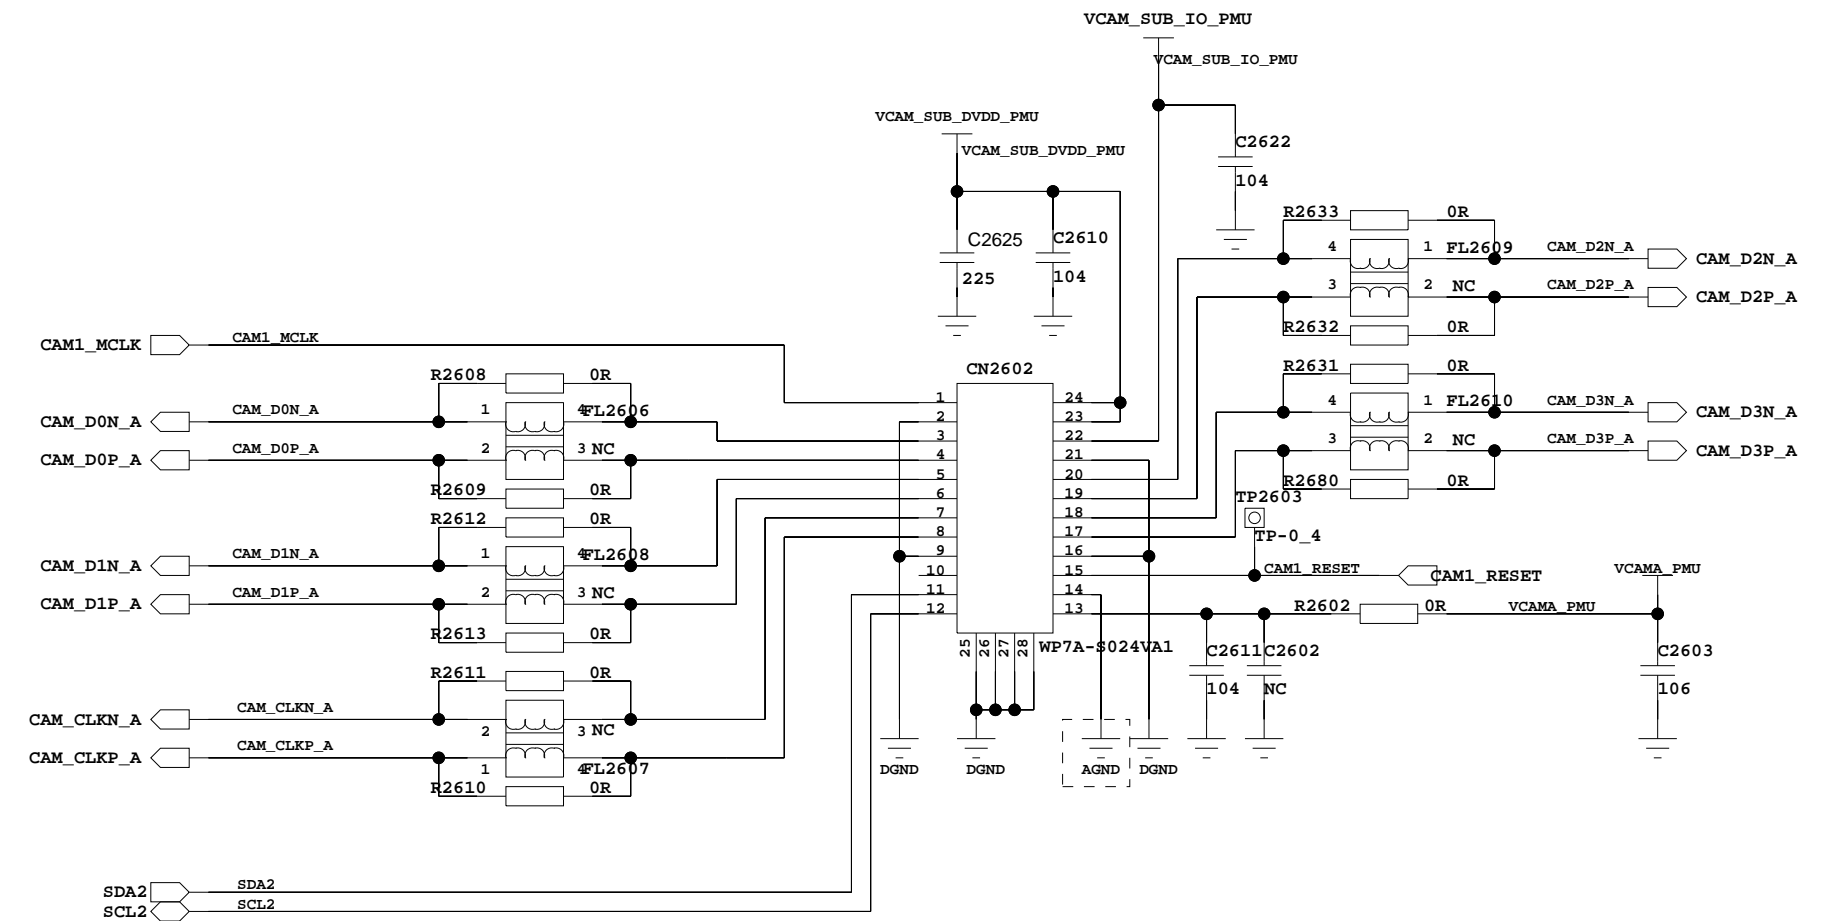 VCAM_SUB_IO_PMU
VCAM_SUB_IO_PMU
VCAM_SUB_DVDD_PMU
VCAM_SUB_DVDD_PMU
C2622
104
C2625
225
C2610
104
R2633 0R
4 1 FL2609 CAM_D2N_A CAM_D2N_A
3 2 NC CAM_D2P_A CAM_D2P_A
R2632 0R
CAM1_MCLK CAM1_MCLK
CN2602
R2631 0R
4 1 FL2610 CAM_D3N_A CAM_D3N_A
3 2 NC CAM_D3P_A CAM_D3P_A
R2680 0R
R2608 0R
CAM_D0N_A CAM_D0N_A 1 4 FL2606
CAM_D0P_A CAM_D0P_A 2 3 NC
R2609 0R
R2612 0R
CAM_D1N_A CAM_D1N_A 1 4 FL2608
CAM_D1P_A CAM_D1P_A 2 3 NC
R2613 0R
R2611 0R
CAM_CLKN_A CAM_CLKN_A 2 3 NC
CAM_CLKP_A CAM_CLKP_A 1 4 FL2607
R2610 0R
1 24
2 23
3 22
4 21
5 20
6 19
7 18
8 17
9 16
10 15
11 14
12 13
25 26 27 28
WP7A-S024VA1
TP2603
TP-0_4
CAM1_RESET CAM1_RESET
VCAMA_PMU
R2602 0R VCAMA_PMU
C2611
104
C2602
NC
C2603
106
DGND
DGND
AGND
DGND
SDA2 SDA2
SCL2 SCL2